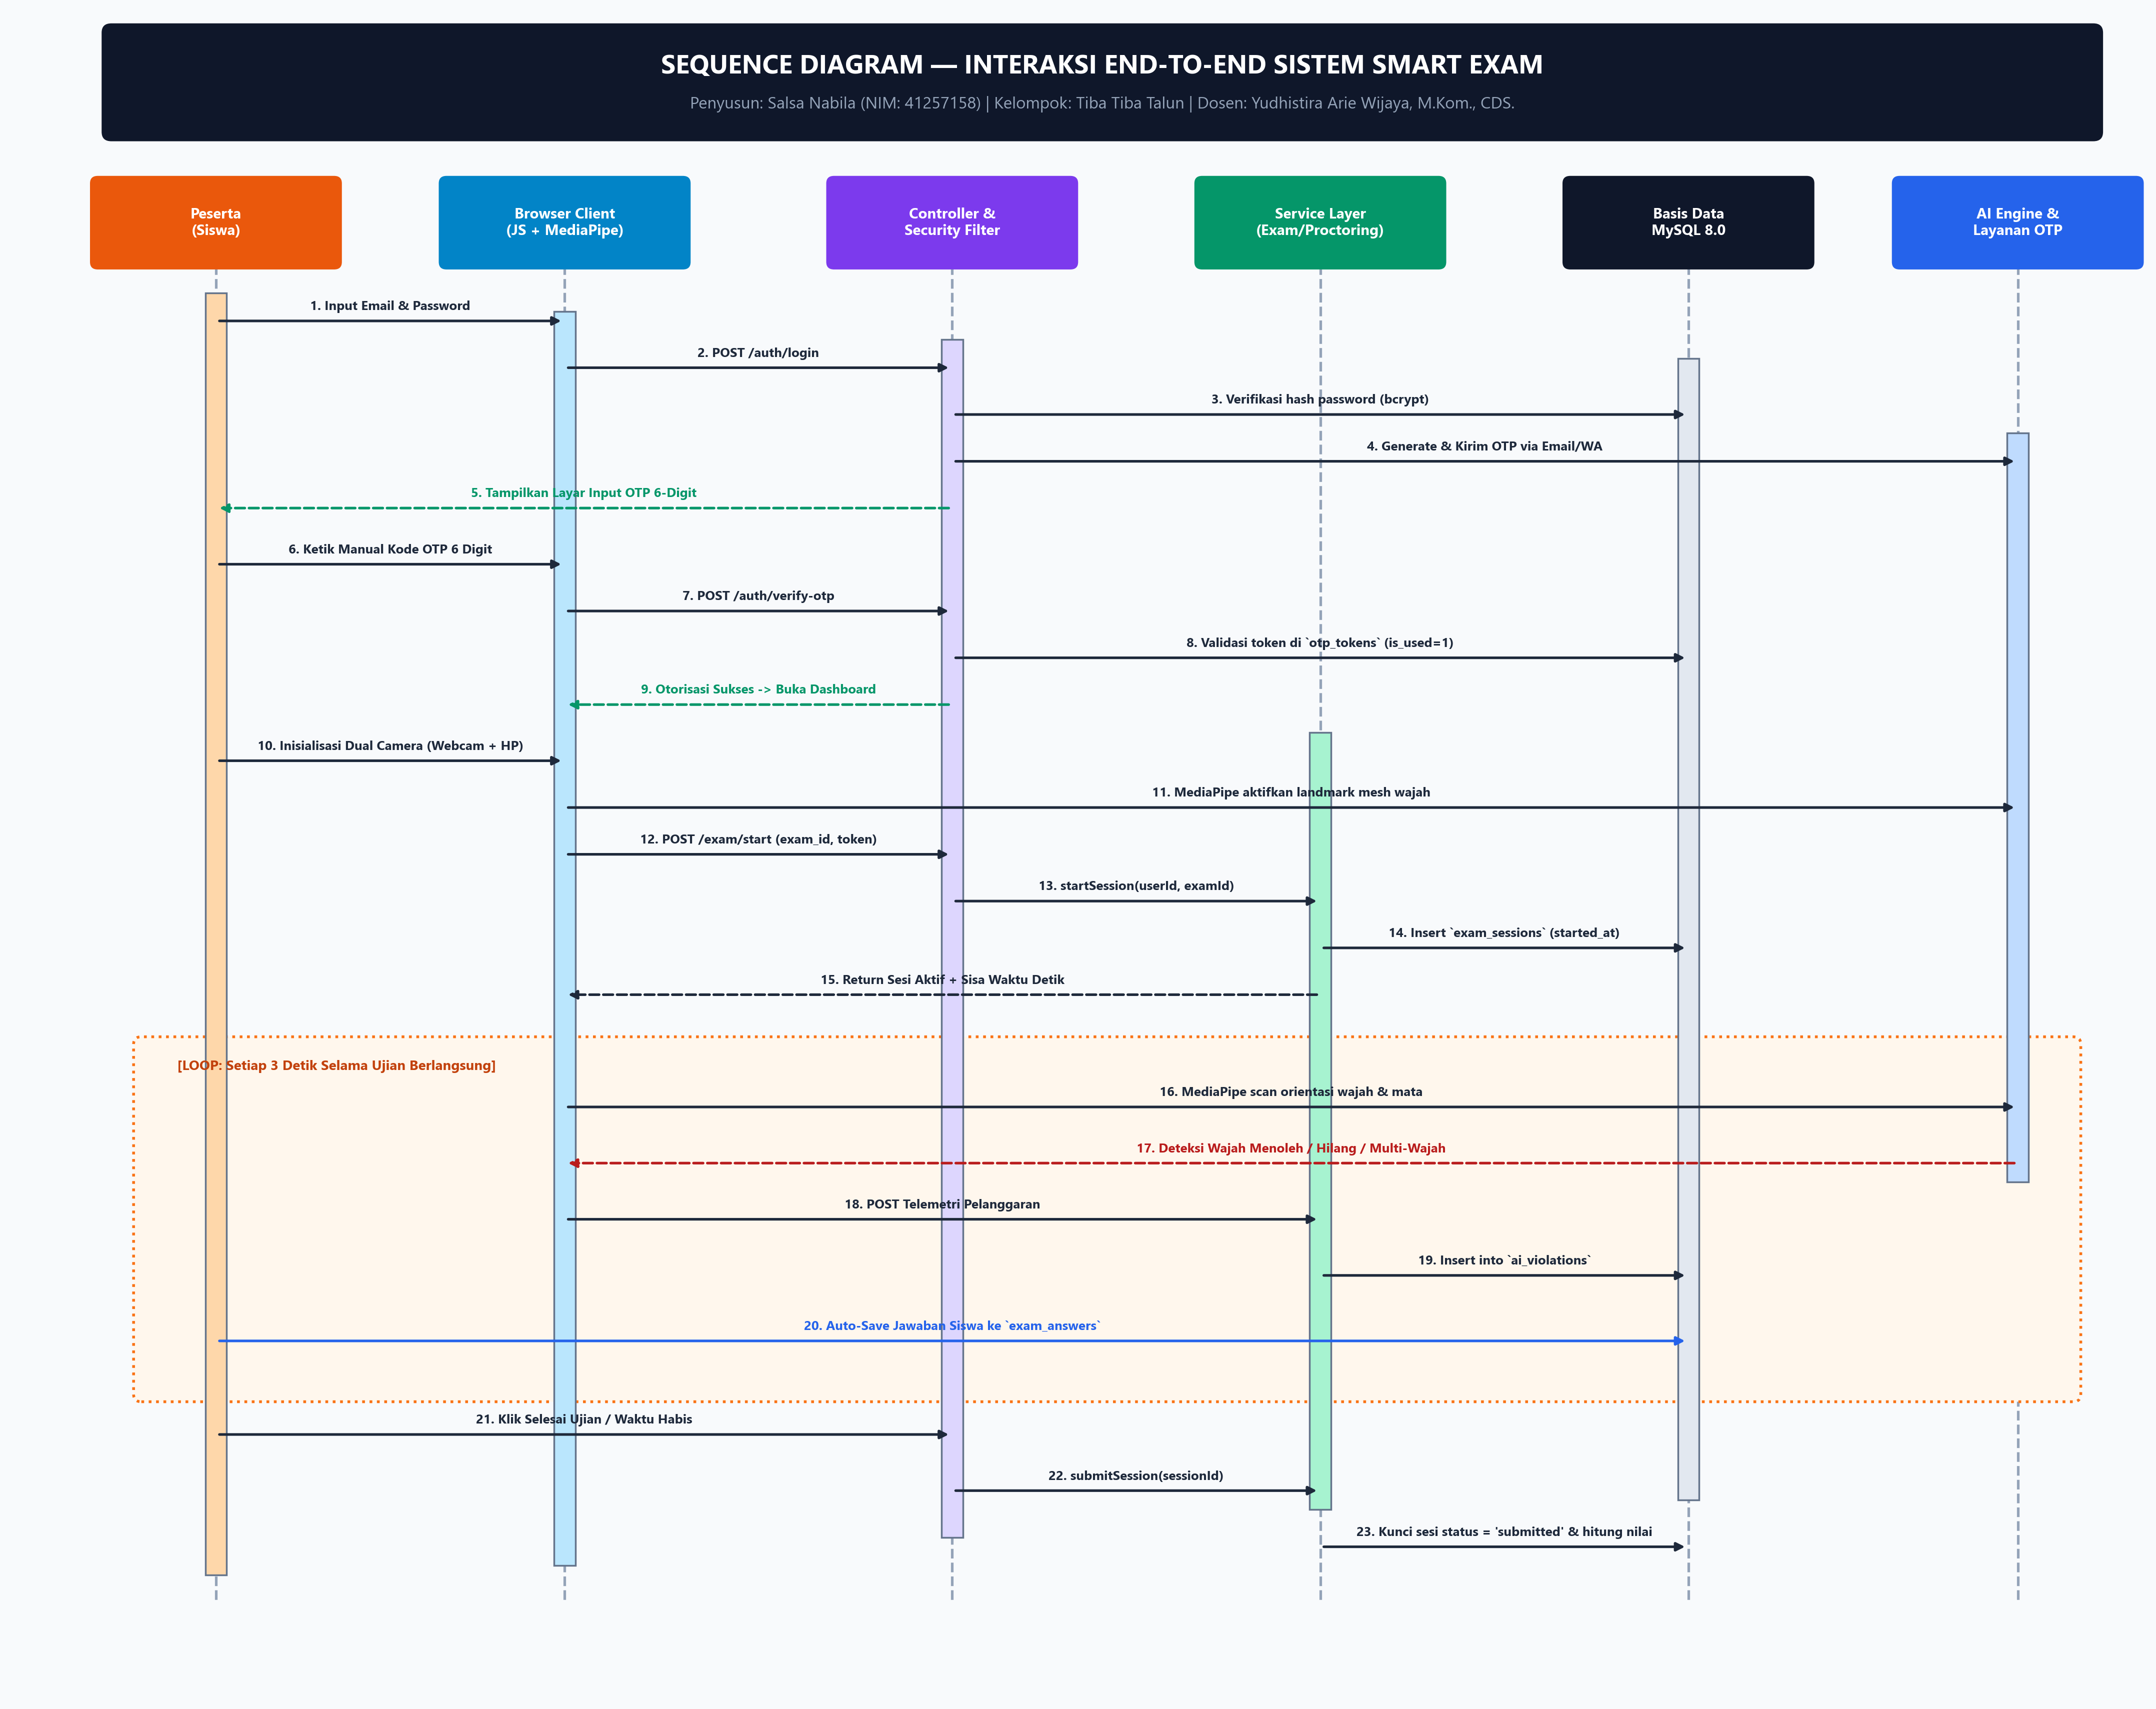 SEQUENCE DIAGRAM — INTERAKSI END-TO-END SISTEM SMART EXAM
Penyusun: Salsa Nabila (NIM: 41257158) | Kelompok: Tiba Tiba Talun | Dosen: Yudhistira Arie Wijaya, M.Kom., CDS.
Peserta
(Siswa)
Browser Client
(JS + MediaPipe)
Controller &
Security Filter
Service Layer
(Exam/Proctoring)
Basis Data
MySQL 8.0
AI Engine &
Layanan OTP
1. Input Email & Password
2. POST /auth/login
3. Verifikasi hash password (bcrypt)
4. Generate & Kirim OTP via Email/WA
5. Tampilkan Layar Input OTP 6-Digit
6. Ketik Manual Kode OTP 6 Digit
7. POST /auth/verify-otp
8. Validasi token di `otp_tokens` (is_used=1)
9. Otorisasi Sukses -> Buka Dashboard
10. Inisialisasi Dual Camera (Webcam + HP)
11. MediaPipe aktifkan landmark mesh wajah
12. POST /exam/start (exam_id, token)
13. startSession(userId, examId)
14. Insert `exam_sessions` (started_at)
15. Return Sesi Aktif + Sisa Waktu Detik
[LOOP: Setiap 3 Detik Selama Ujian Berlangsung]
16. MediaPipe scan orientasi wajah & mata
17. Deteksi Wajah Menoleh / Hilang / Multi-Wajah
18. POST Telemetri Pelanggaran
19. Insert into `ai_violations`
20. Auto-Save Jawaban Siswa ke `exam_answers`
21. Klik Selesai Ujian / Waktu Habis
22. submitSession(sessionId)
23. Kunci sesi status = 'submitted' & hitung nilai